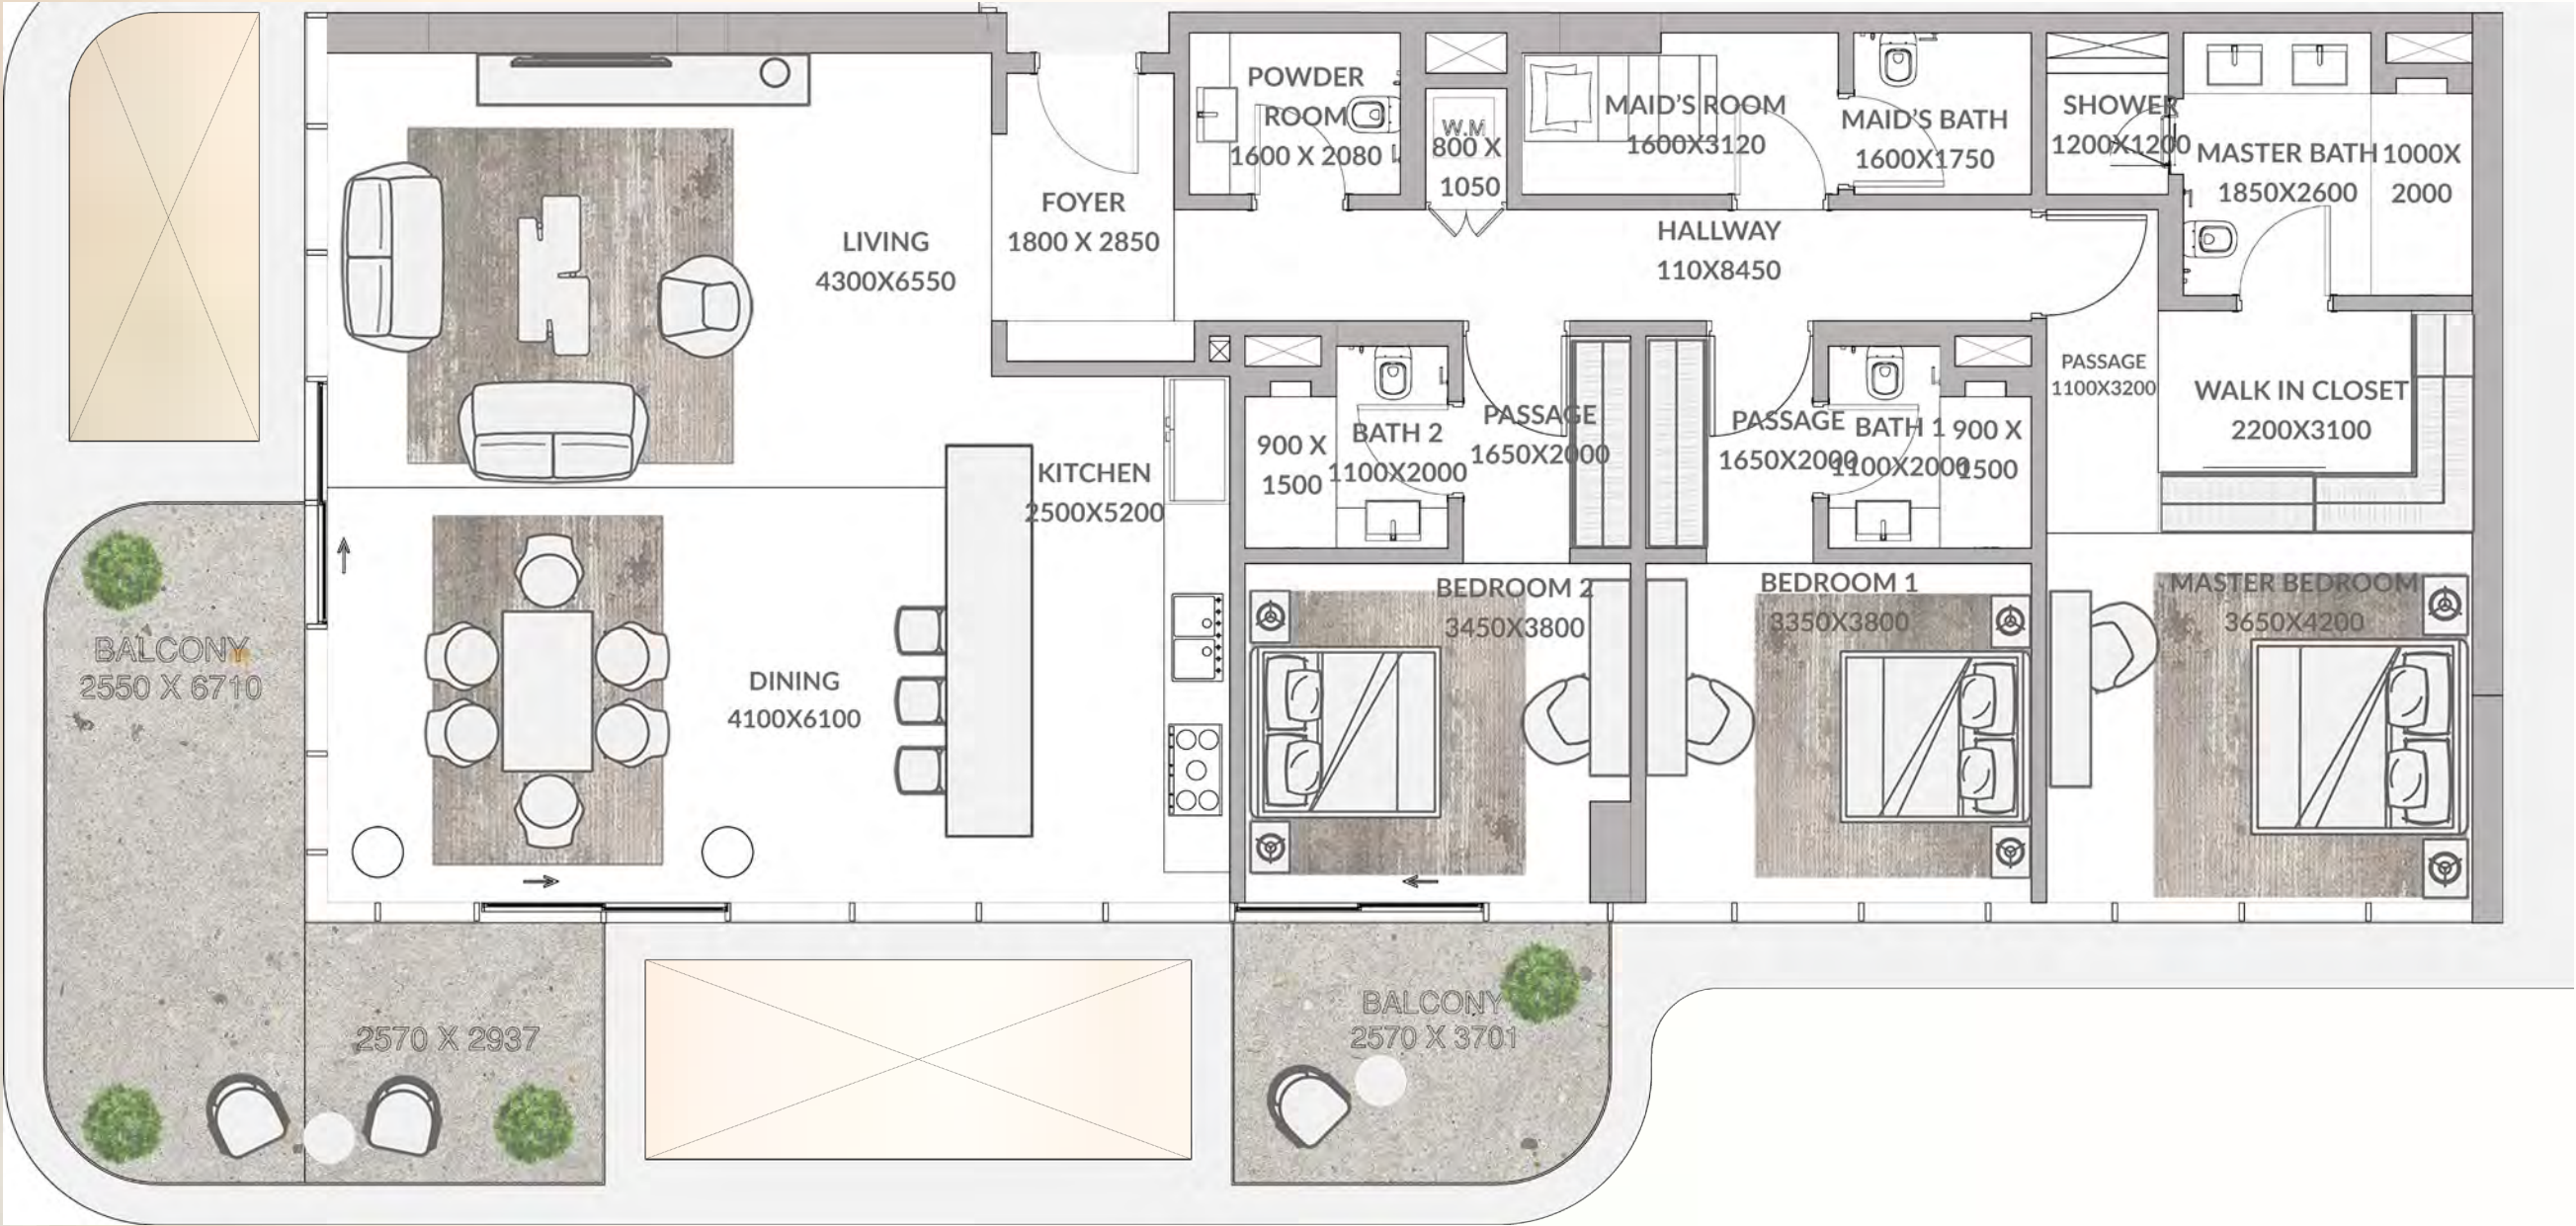 POWDER
ROOM
1600 X 2080
W.M
800 X
1050
MAID'S ROOM
1600X3120
MAID'S BATH
1600X1750
SHOWER
1200X1200
MASTER BATH
1850X2600
1000X
2000
FOYER
1800 X 2850
LIVING
4300X6550
HALLWAY
110X8450
PASSAGE
1100X3200
WALK IN CLOSET
2200X3100
KITCHEN
2500X5200
900 X
1500
BATH 2
1100X2000
PASSAGE
1650X2000
PASSAGE
1650X2000
BATH 1
1100X2000
900 X
1500
BEDROOM 2
3450X3800
BEDROOM 1
3350X3800
MASTER BEDROOM
3650X4200
BALCONY
2550 X 6710
DINING
4100X6100
2570 X 2937
BALCONY
2570 X 3701